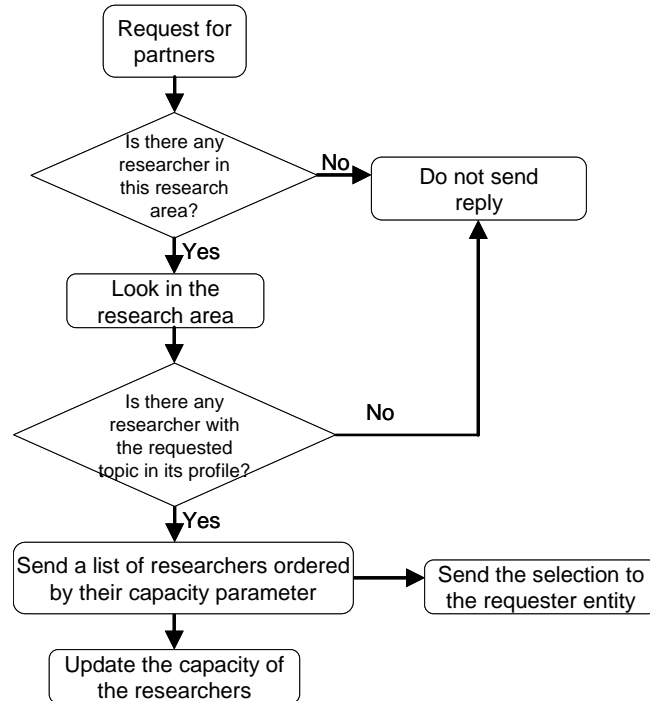 Request for
partners
Is there any
researcher in
this research
area?
No
Do not send
reply
Yes
Look in the
research area
Is there any
researcher with
the requested
topic in its profile?
No
Yes
Send a list of researchers ordered
by their capacity parameter
Send the selection to
the requester entity
Update the capacity of
the researchers